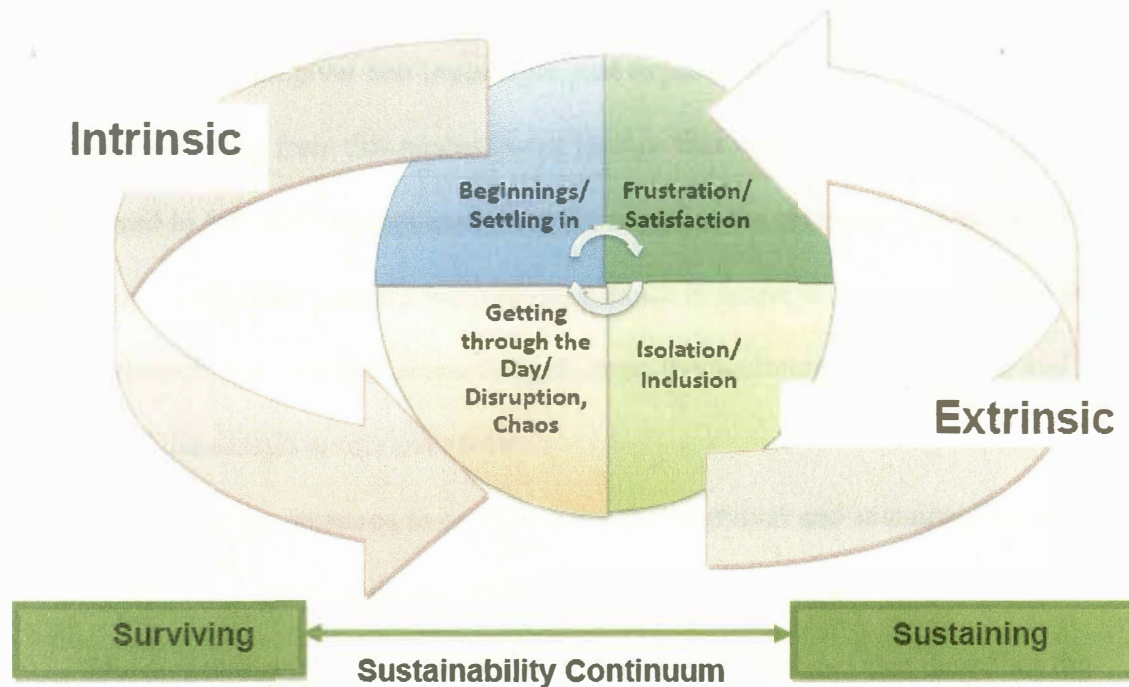 Intrinsic
Beginnings/
Settling in
Frustration/
Satisfaction
Getting
through the
Day/
Disruption,
Chaos
Isolation/
Inclusion
Extrinsic
Surviving
Sustaining
Sustainability Continuum